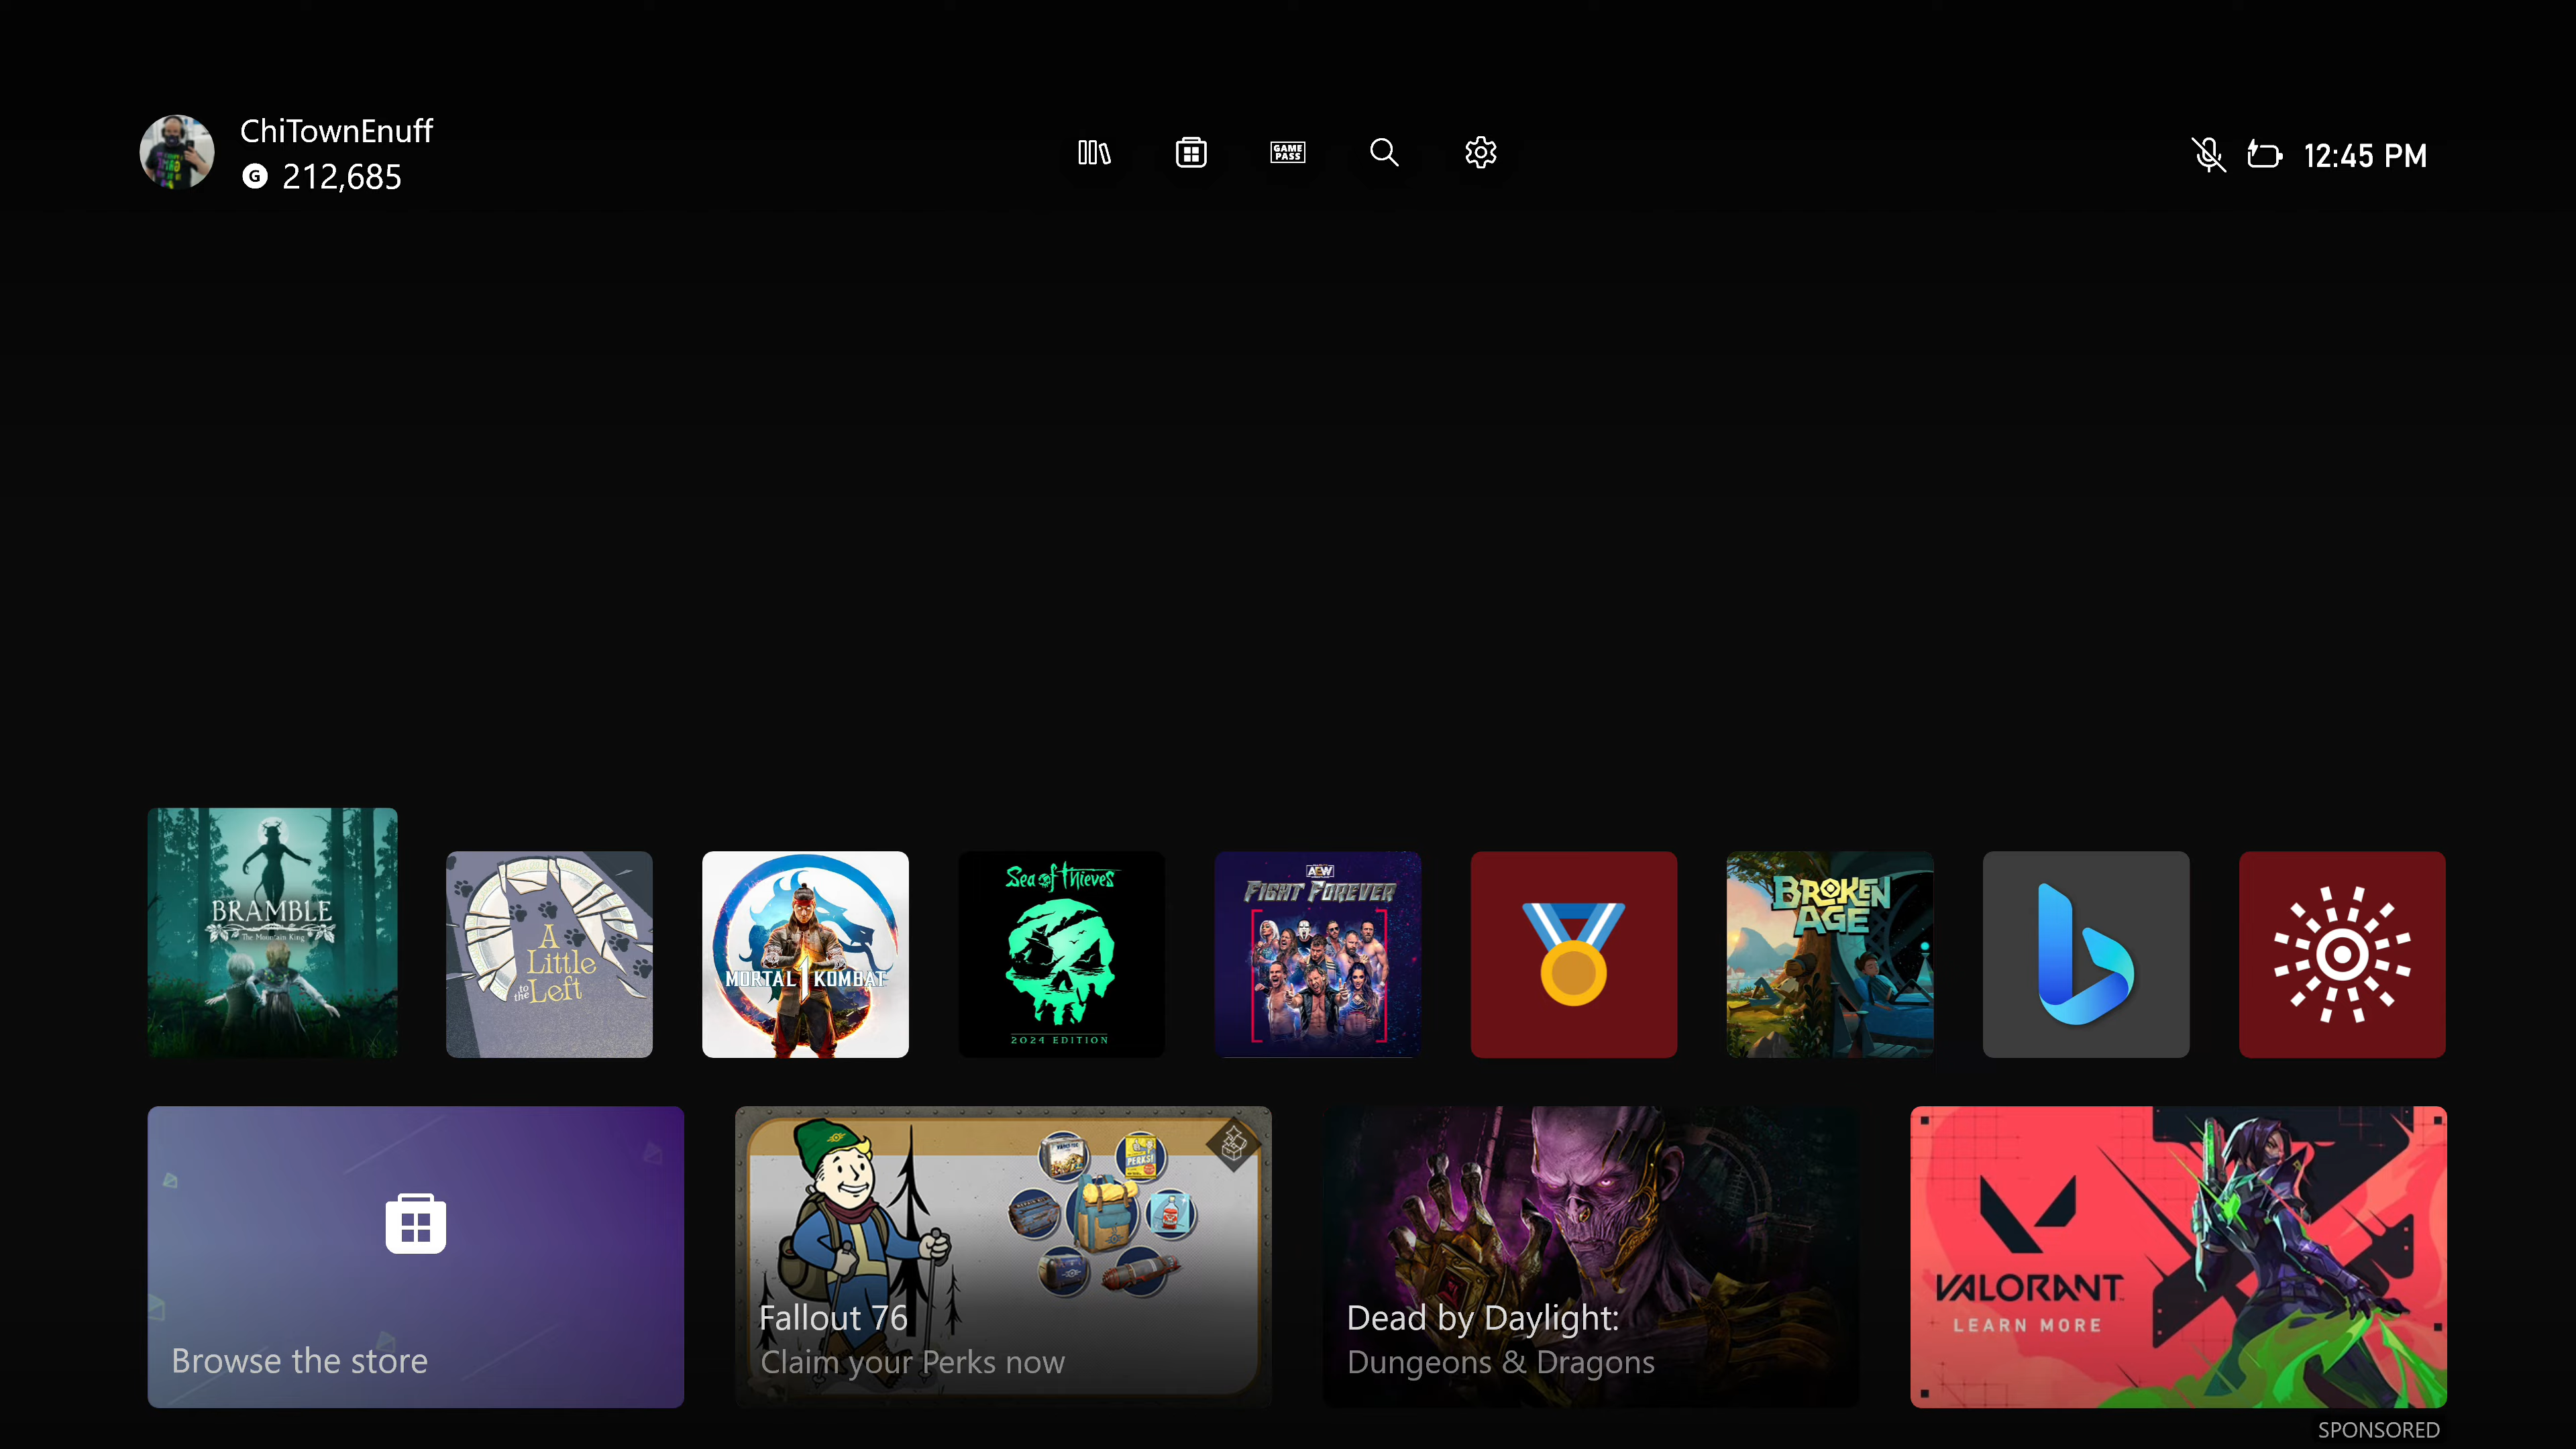 ChiTownEnuff
G 212,685
GAME
PASS
12:45 PM
BRAMBLE
The Mountain King
A
Little
to the Left
MORTAL 1 KOMBAT
Sea of Thieves
2024 EDITION
AEW
FIGHT FOREVER
BROKEN
AGE
Browse the store
PERKS!
Fallout 76
Claim your Perks now
Dead by Daylight:
Dungeons & Dragons
VALORANT
LEARN MORE
SPONSORED